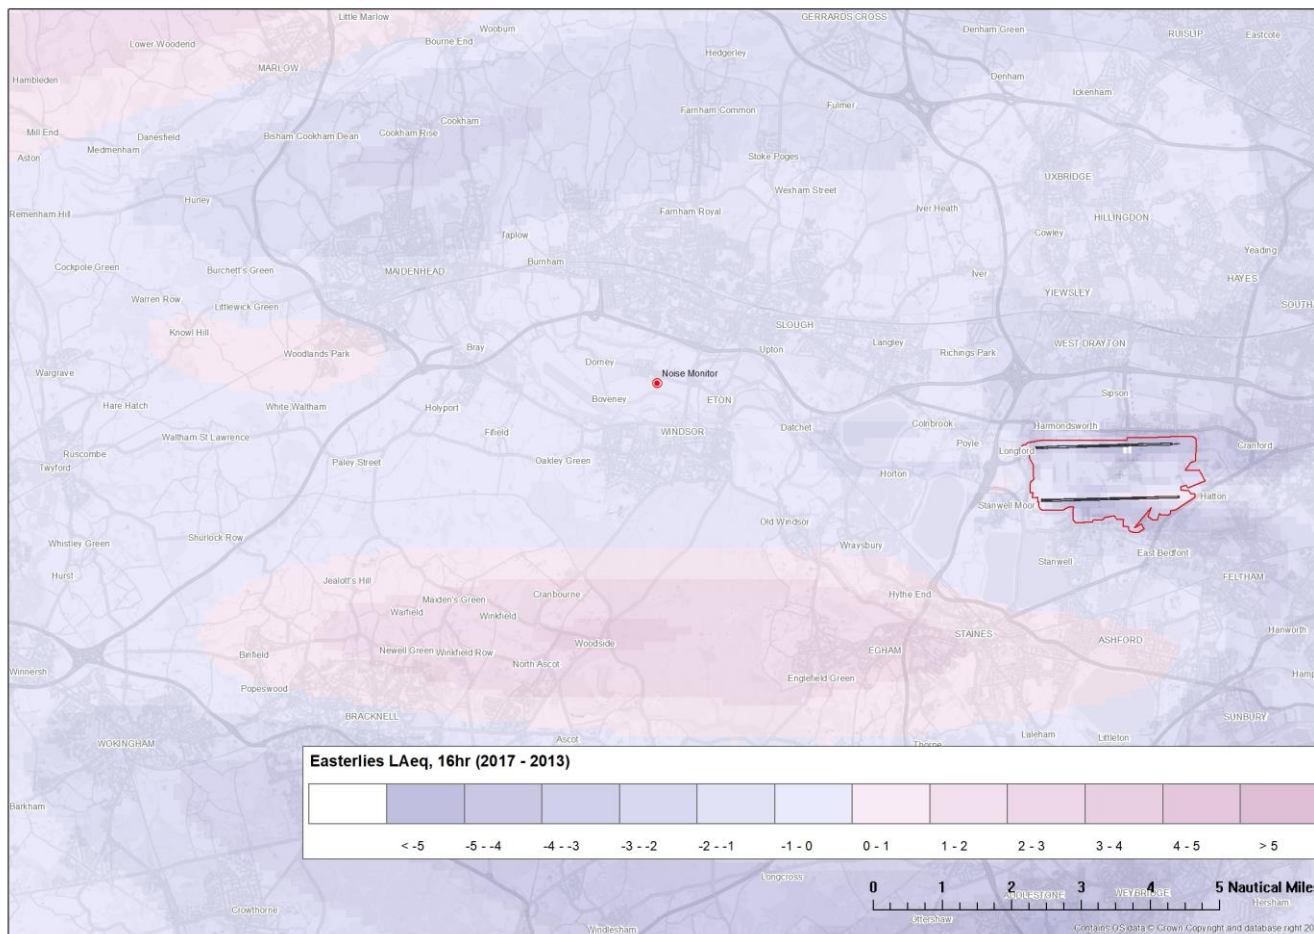 Little Marlow
GERRARDS CROSS
Wooburn
Denham Green
RUISLIP
Eastcote
Lower Woodend
Bourne End
Hedgerley
MARLOW
Hambleden
Denham
Ickenham
Farnham Common
Fulmer
Cookham
Mill End
Danesfield
Bisham Cookham Dean
Cookham Rise
Medmenham
Aston
Stoke Poges
UXBRIDGE
Wexham Street
Hurley
Iver Heath
Remenham Hill
Farnham Royal
HILLINGDON
Cowley
Taplow
Yeading
Burnham
Cockpole Green
Burchett's Green
MAIDENHEAD
Iver
HAYES
YIEWSLEY
Warren Row
Littlewick Green
SOUTHA
SLOUGH
Knowl Hill
Langley
WEST DRAYTON
Woodlands Park
Bray
Upton
Richings Park
Dorney
Wargrave
Noise Monitor
Sipson
Boveney
ETON
Hare Hatch
White Waltham
Holyport
Colnbrook
Harmondsworth
Datchet
Fifield
WINDSOR
Waltham St Lawrence
Poyle
Longford
Cranford
Ruscombe
Twyford
Paley Street
Oakley Green
Horton
Stanwell Moor
Hatton
Old Windsor
Shurlock Row
Whistley Green
Wraysbury
East Bedfont
Stanwell
Hurst
Jealott's Hill
FELTHAM
Cranbourne
Hythe End
Maiden's Green
Warfield
Winkfield
Hanworth
STAINES
ASHFORD
Woodside
Binfield
Newell Green
Winkfield Row
EGHAM
North Ascot
Winnersh
Englefield Green
Hamp
Popeswood
BRACKNELL
SUNBURY
Ascot
Thorpe
Laleham
Littleton
WOKINGHAM
Easterlies LAeq, 16hr (2017 - 2013)
< -5 -5 - -4 -4 - -3 -3 - -2 -2 - -1 -1 - 0 0 - 1 1 - 2 2 - 3 3 - 4 4 - 5 > 5
Barkham
Longcross
0 1 2 3 4 5 Nautical Mile
ADDLESTONE
WEYBRIDGE
Hersham
Crowthorne
Ottershaw
Windlesham
Contains OS data © Crown Copyright and database right 20